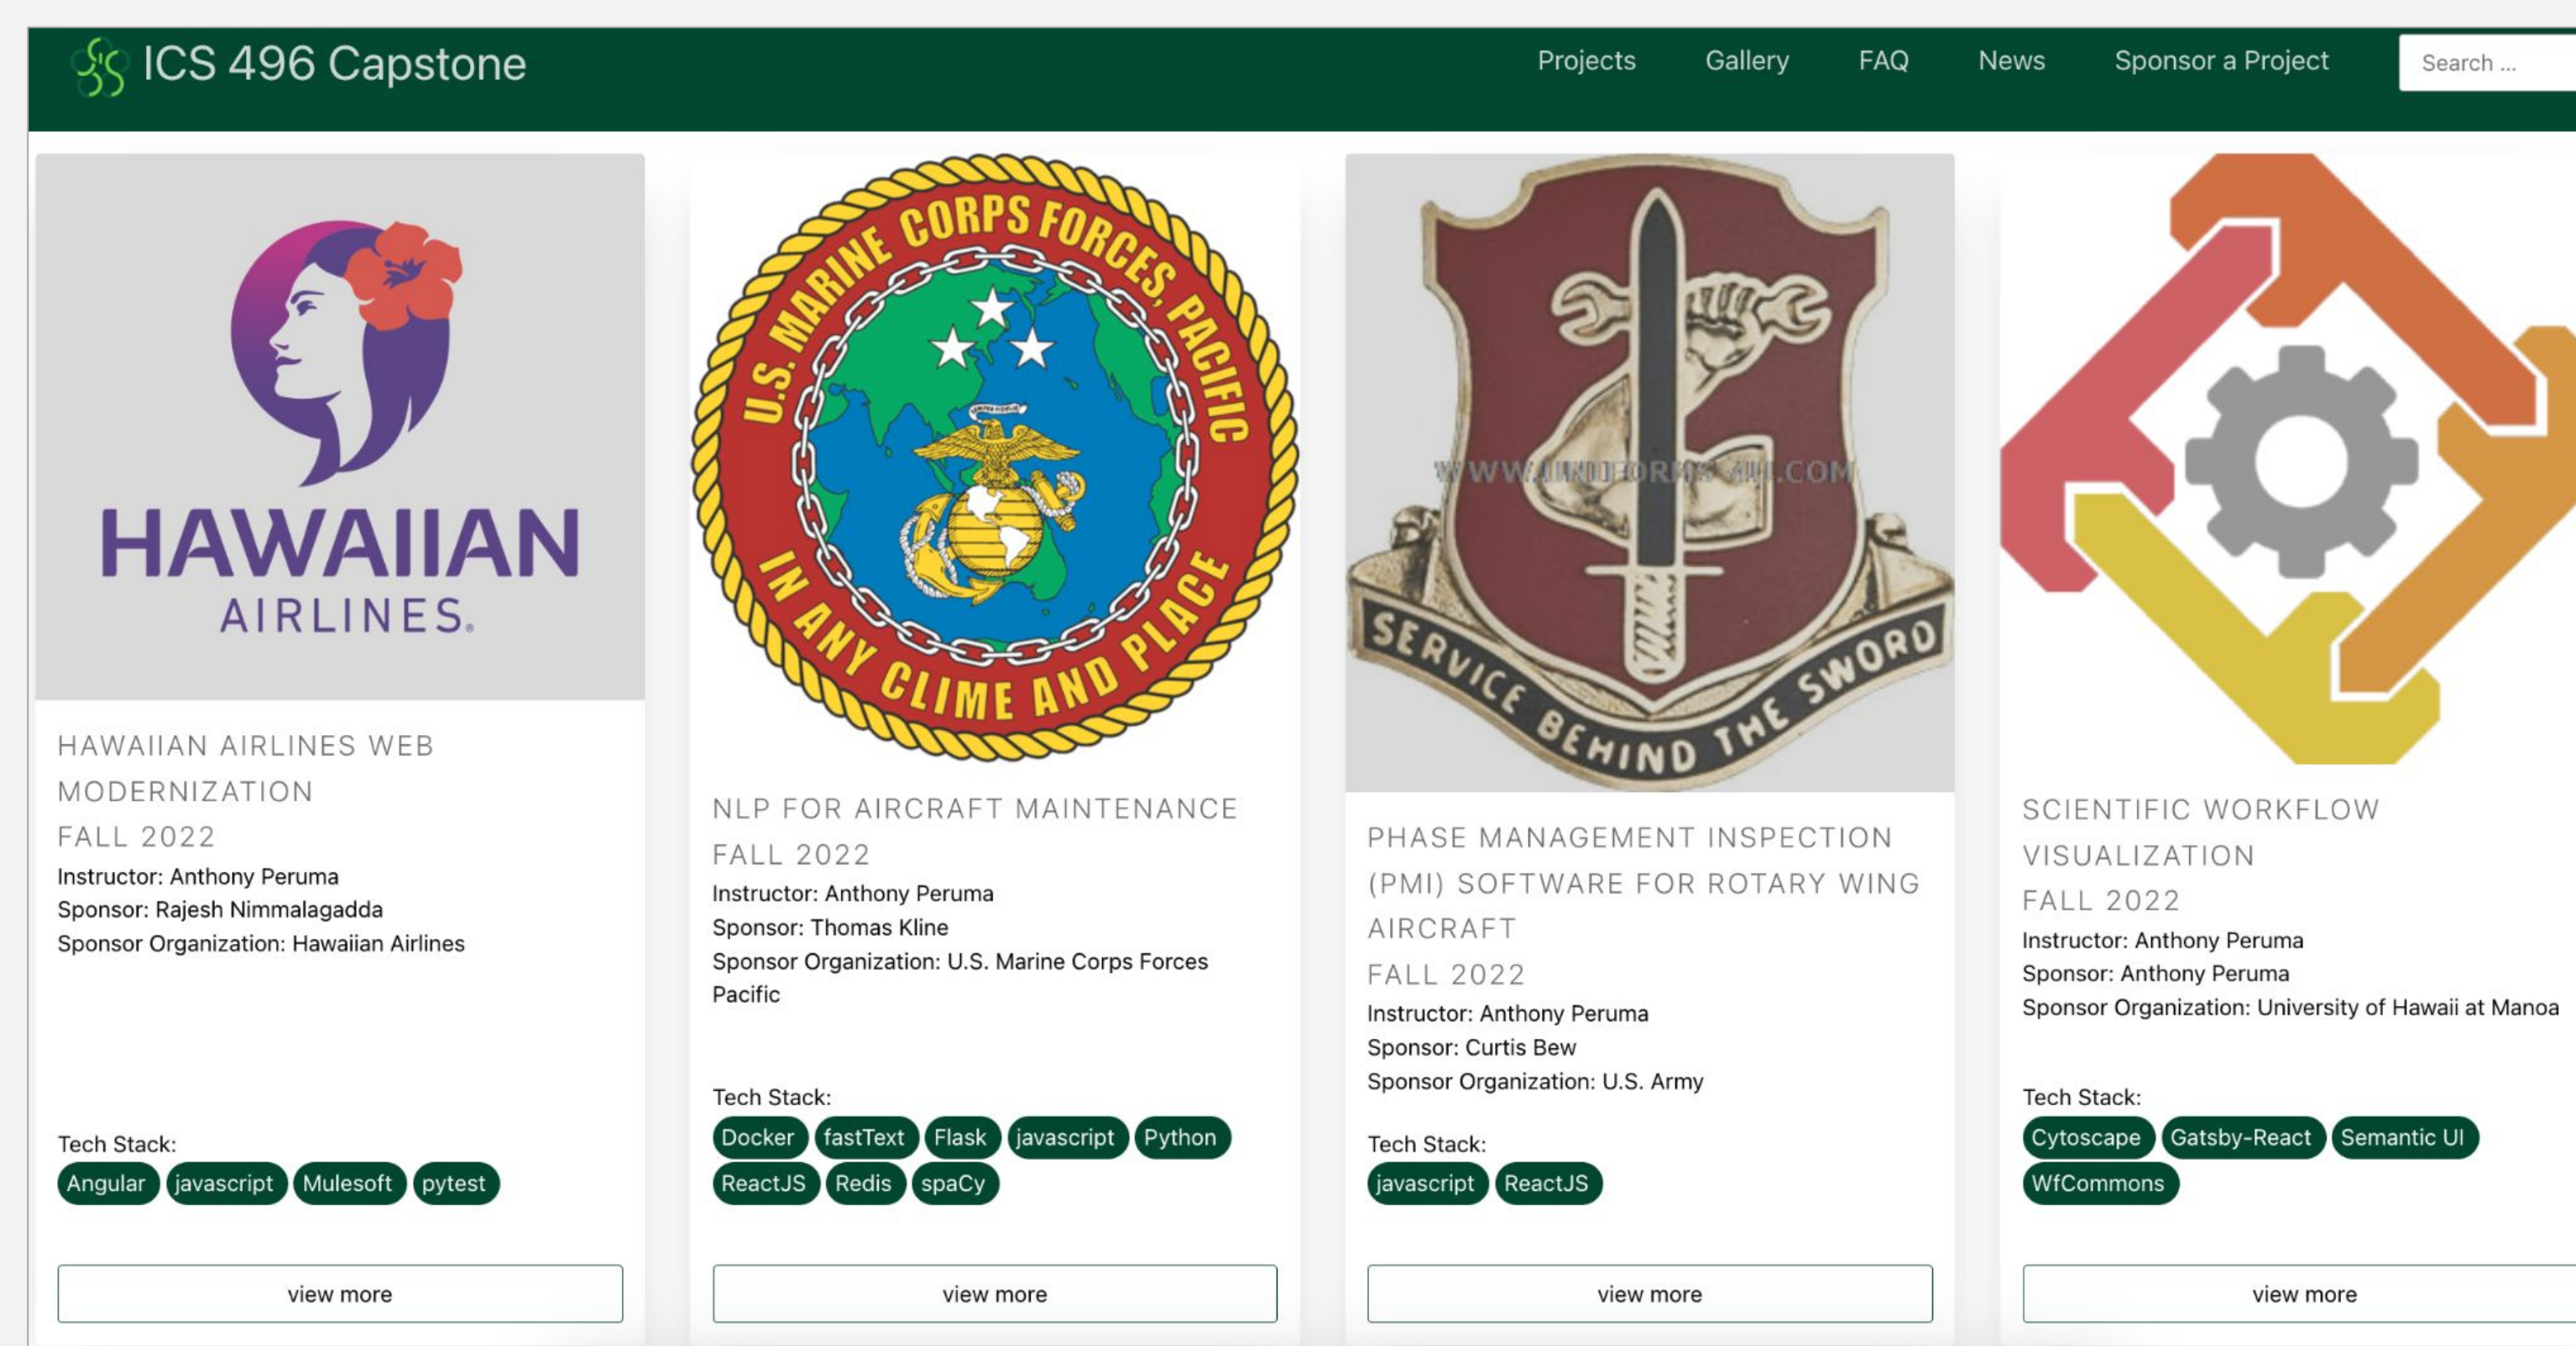 ICS 496 Capstone
Projects Gallery FAQ News Sponsor a Project Search ...
HAWAIIAN
AIRLINES®
HAWAIIAN AIRLINES WEB
MODERNIZATION
FALL 2022
Instructor: Anthony Peruma
Sponsor: Rajesh Nimmalagadda
Sponsor Organization: Hawaiian Airlines
Tech Stack:
Angular javascript Mulesoft pytest
view more
U.S. MARINE CORPS FORCES, PACIFIC
IN ANY CLIME AND PLACE
NLP FOR AIRCRAFT MAINTENANCE
FALL 2022
Instructor: Anthony Peruma
Sponsor: Thomas Kline
Sponsor Organization: U.S. Marine Corps Forces
Pacific
Tech Stack:
Docker fastText Flask javascript Python
ReactJS Redis spaCy
view more
SERVICE BEHIND THE SWORD
PHASE MANAGEMENT INSPECTION
(PMI) SOFTWARE FOR ROTARY WING
AIRCRAFT
FALL 2022
Instructor: Anthony Peruma
Sponsor: Curtis Bew
Sponsor Organization: U.S. Army
Tech Stack:
javascript ReactJS
view more
SCIENTIFIC WORKFLOW
VISUALIZATION
FALL 2022
Instructor: Anthony Peruma
Sponsor: Anthony Peruma
Sponsor Organization: University of Hawaii at Manoa
Tech Stack:
Cytoscape Gatsby-React Semantic UI
WfCommons
view more